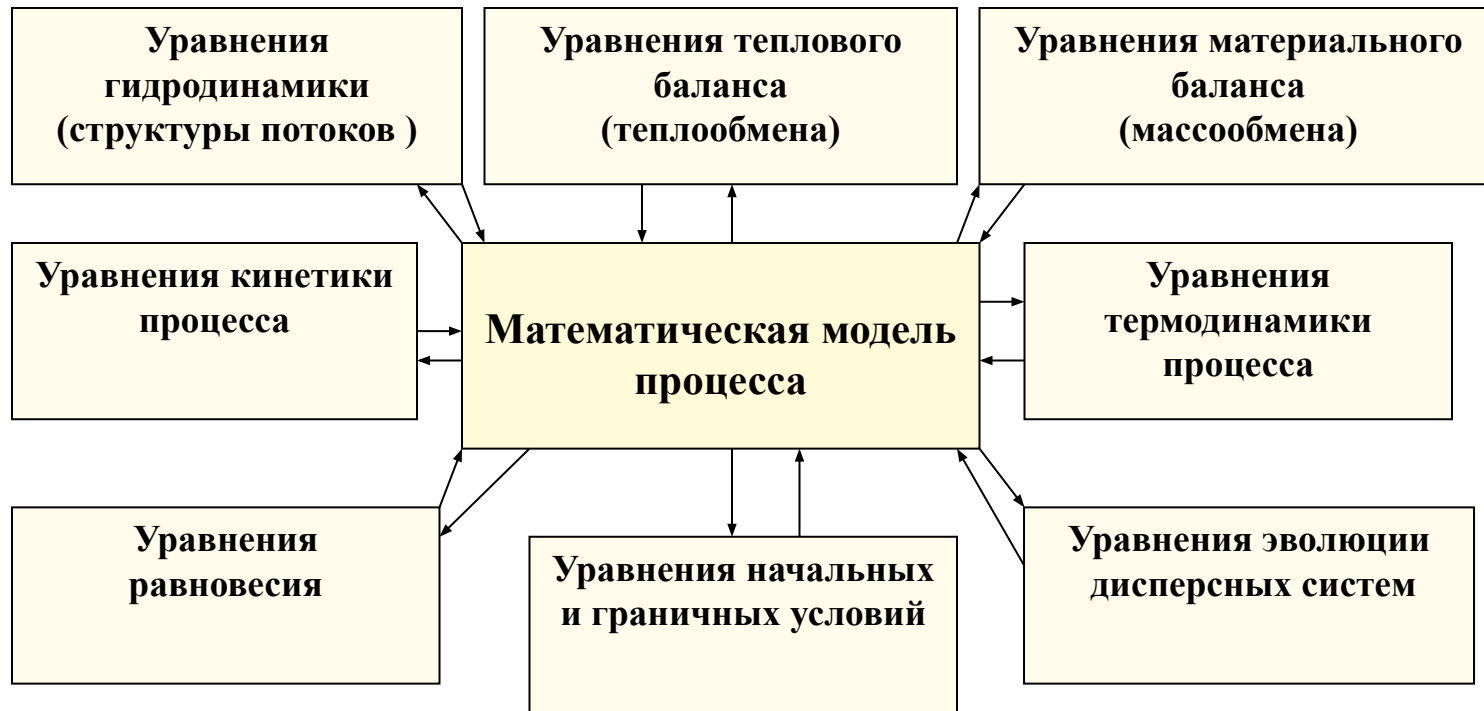 Уравнения
гидродинамики
(структуры потоков )
Уравнения теплового
баланса
(теплообмена)
Уравнения материального
баланса
(массообмена)
Уравнения кинетики
процесса
Математическая модель
процесса
Уравнения
термодинамики
процесса
Уравнения
равновесия
Уравнения начальных
и граничных условий
Уравнения эволюции
дисперсных систем